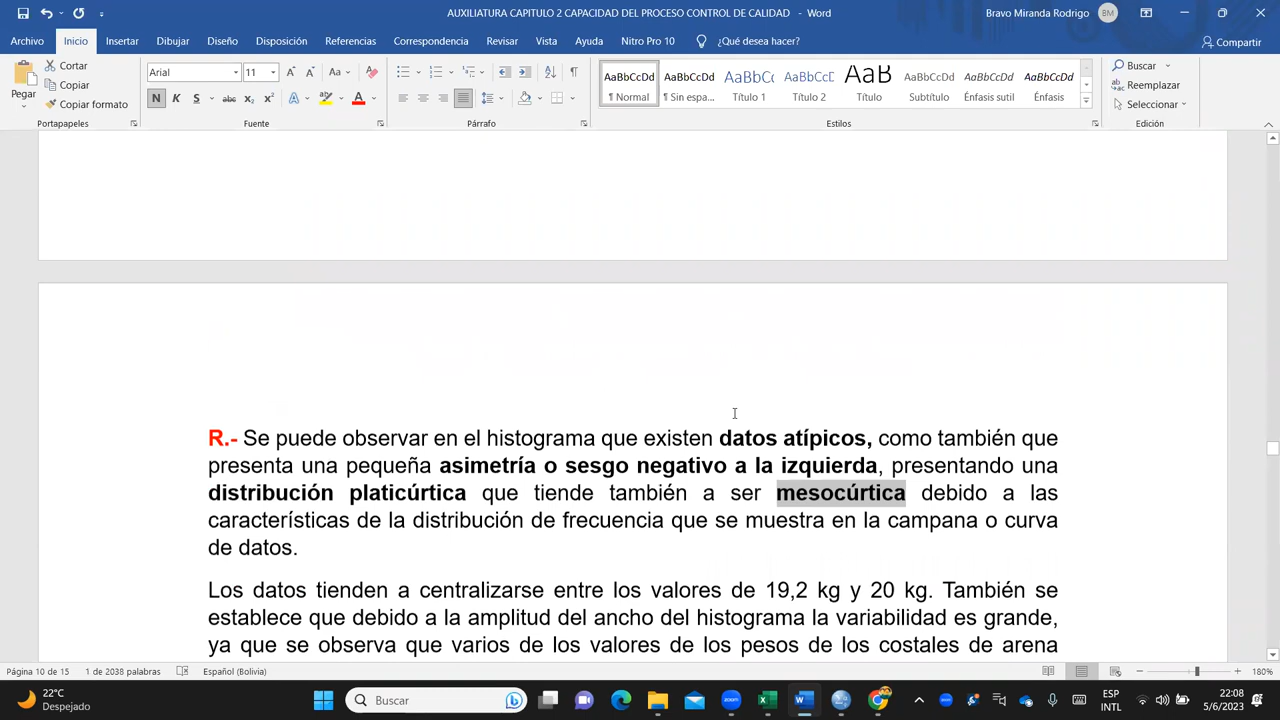 AUXILIATURA CAPITULO 2 CAPACIDAD DEL PROCESO CONTROL DE CALIDAD - Word
Bravo Miranda Rodrigo
BM
Archivo Inicio Insertar Dibujar Diseño Disposición Referencias Correspondencia Revisar Vista Ayuda Nitro Pro 10 ¿Qué desea hacer? Compartir
Pegar
Cortar
Copiar
Copiar formato
Portapapeles
Arial 11
Fuente
Párrafo
AaBbCcDd AaBbCcDd AaBbCc AaBbCcD AaB AaBbCcDd AaBbCcDd AaBbCcDd
¶ Normal ¶ Sin espa... Título 1 Título 2 Título Subtítulo Énfasis sutil Énfasis
Estilos
Buscar
Reemplazar
Seleccionar
Edición
R.- Se puede observar en el histograma que existen datos atípicos, como también que
presenta una pequeña asimetría o sesgo negativo a la izquierda, presentando una
distribución platicúrtica que tiende también a ser mesocúrtica debido a las
características de la distribución de frecuencia que se muestra en la campana o curva
de datos.
Los datos tienden a centralizarse entre los valores de 19,2 kg y 20 kg. También se
establece que debido a la amplitud del ancho del histograma la variabilidad es grande,
ya que se observa que varios de los valores de los pesos de los costales de arena
Página 10 de 15 1 de 2038 palabras Español (Bolivia) 180%
22°C
Despejado
Buscar
zoom
zoom
ESP
INTL
22:08
5/6/2023